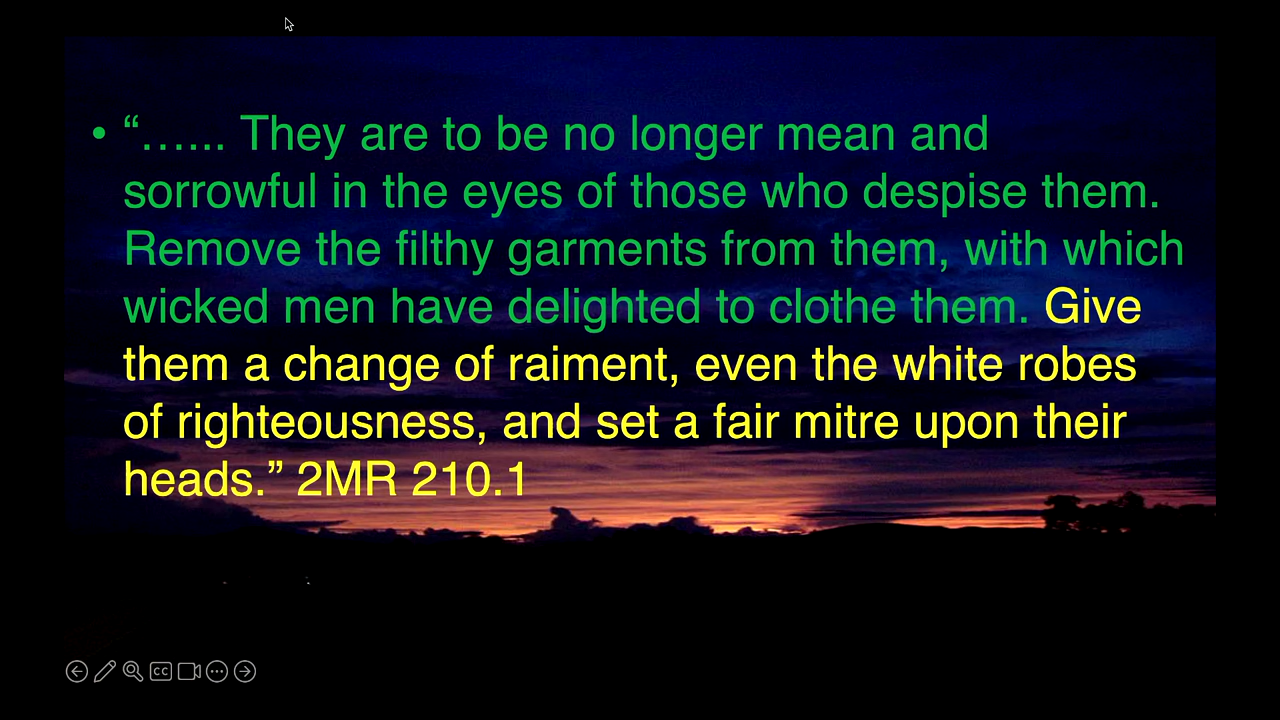 • “…... They are to be no longer mean and
sorrowful in the eyes of those who despise them.
Remove the filthy garments from them, with which
wicked men have delighted to clothe them. Give
them a change of raiment, even the white robes
of righteousness, and set a fair mitre upon their
heads.” 2MR 210.1
CC